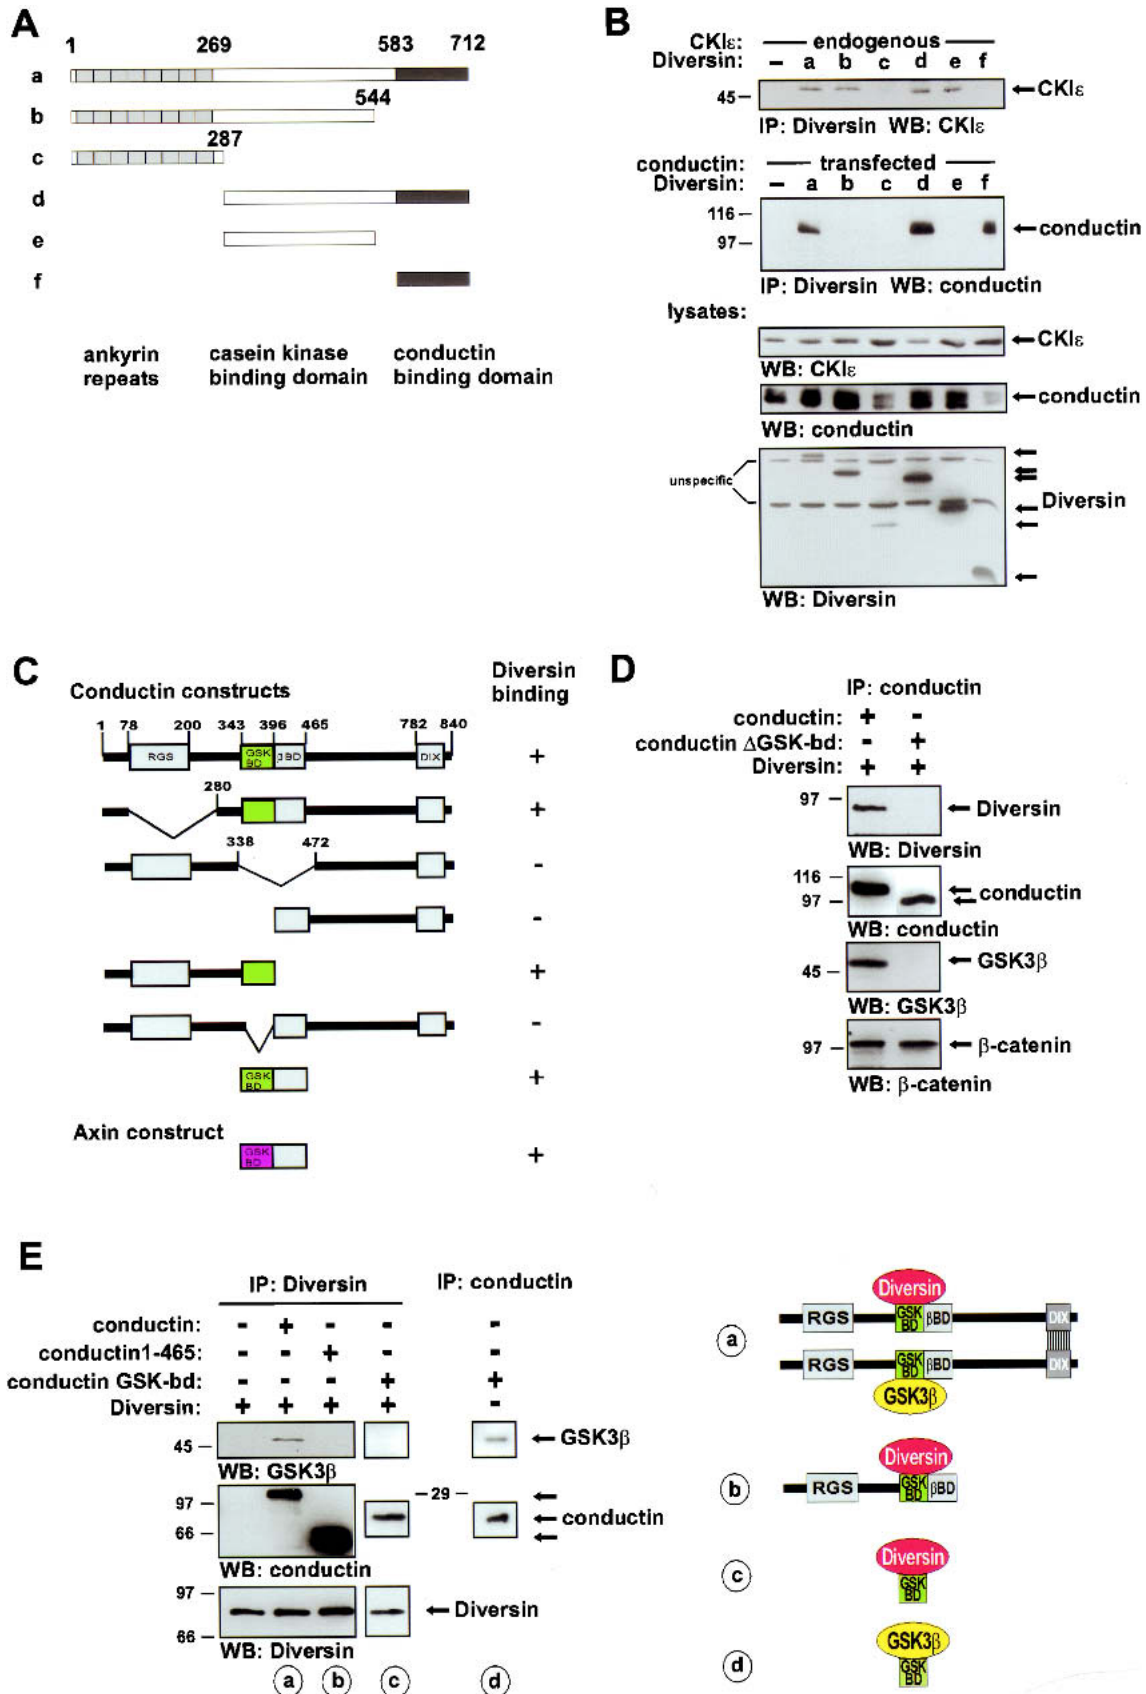 A
1 269 583 712
a
544
b
287
c
d
e
f
ankyrin repeats
casein kinase binding domain
conductin binding domain
B
CKIε: endogenous
Diversin: – a b c d e f
45 CKIε
IP: Diversin WB: CKIε
conductin: transfected
Diversin: – a b c d e f
116
97 conductin
IP: Diversin WB: conductin
lysates:
CKIε
WB: CKIε
conductin
WB: conductin
unspecific
Diversin
WB: Diversin
C
Conductin constructs
Diversin binding
1 78 200 343 396 465 782 840
RGS GSK BD βBD DIX +
280
+
338 472
-
-
+
-
GSK BD +
Axin construct
GSK BD +
D
IP: conductin
conductin: + -
conductin ΔGSK-bd: - +
Diversin: + +
97 Diversin
WB: Diversin
116
97 conductin
WB: conductin
45 GSK3β
WB: GSK3β
97 β-catenin
WB: β-catenin
E
IP: Diversin IP: conductin
conductin: - + - - -
conductin1-465: - - + - -
conductin GSK-bd: - - - + +
Diversin: + + + + -
45 GSK3β
WB: GSK3β
97 29
66 conductin
WB: conductin
97
66 Diversin
WB: Diversin
a b c d
Diversin
RGS GSK BD βBD DIX
a
RGS GSK BD βBD DIX
GSK3β
Diversin
b RGS GSK BD βBD
Diversin
c GSK BD
GSK3β
d GSK BD